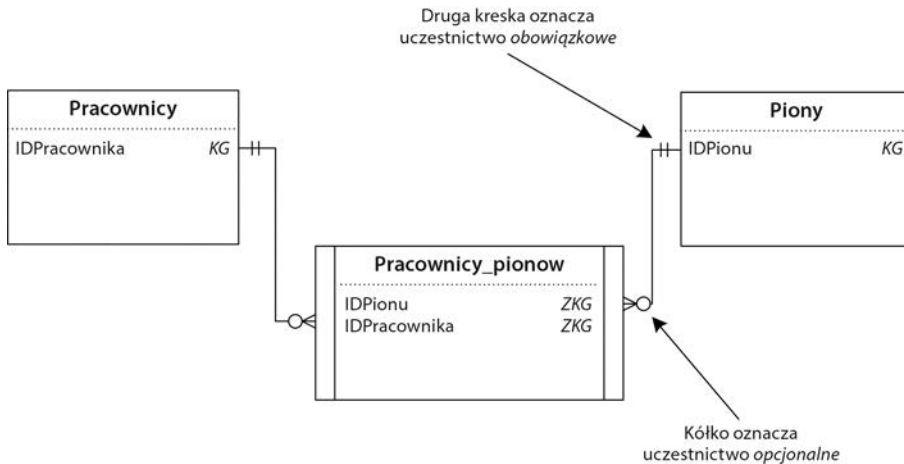 Druga kreska oznacza
uczestnictwo obowiązkowe
Pracownicy
IDPracownika KG
Piony
IDPionu KG
Pracownicy_pionow
IDPionu ZKG
IDPracownika ZKG
Kółko oznacza
uczestnictwo opcjonalne